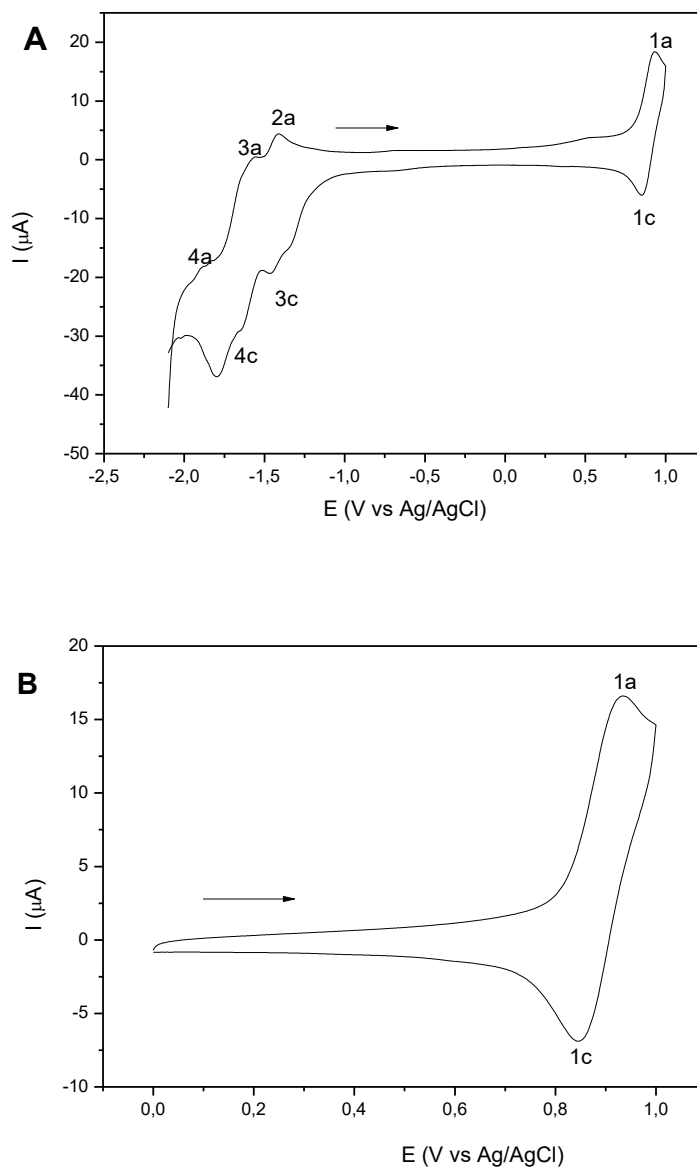 A
20
10
0
-10
-20
-30
-40
-50
I (μA)
1a
2a
3a
4a
1c
3c
4c
-2,5 -2,0 -1,5 -1,0 -0,5 0,0 0,5 1,0
E (V vs Ag/AgCl)
B
20
15
10
5
0
-5
-10
I (μA)
1a
1c
0,0 0,2 0,4 0,6 0,8 1,0
E (V vs Ag/AgCl)